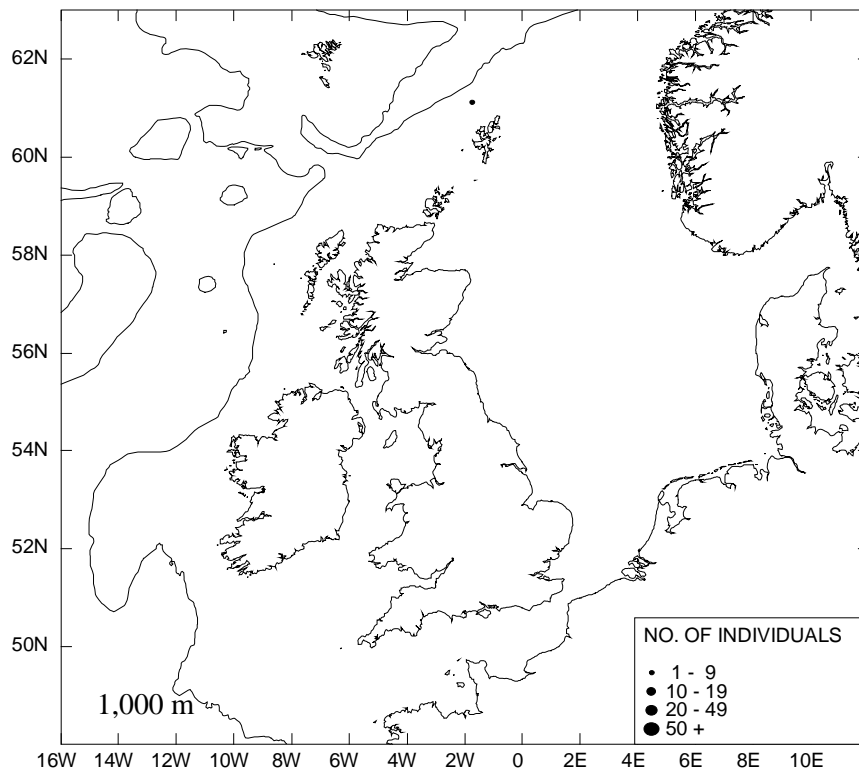 62N
60N
58N
56N
54N
52N
50N
NO. OF INDIVIDUALS
1 - 9
10 - 19
20 - 49
50 +
1,000 m
16W 14W 12W 10W 8W 6W 4W 2W 0 2E 4E 6E 8E 10E